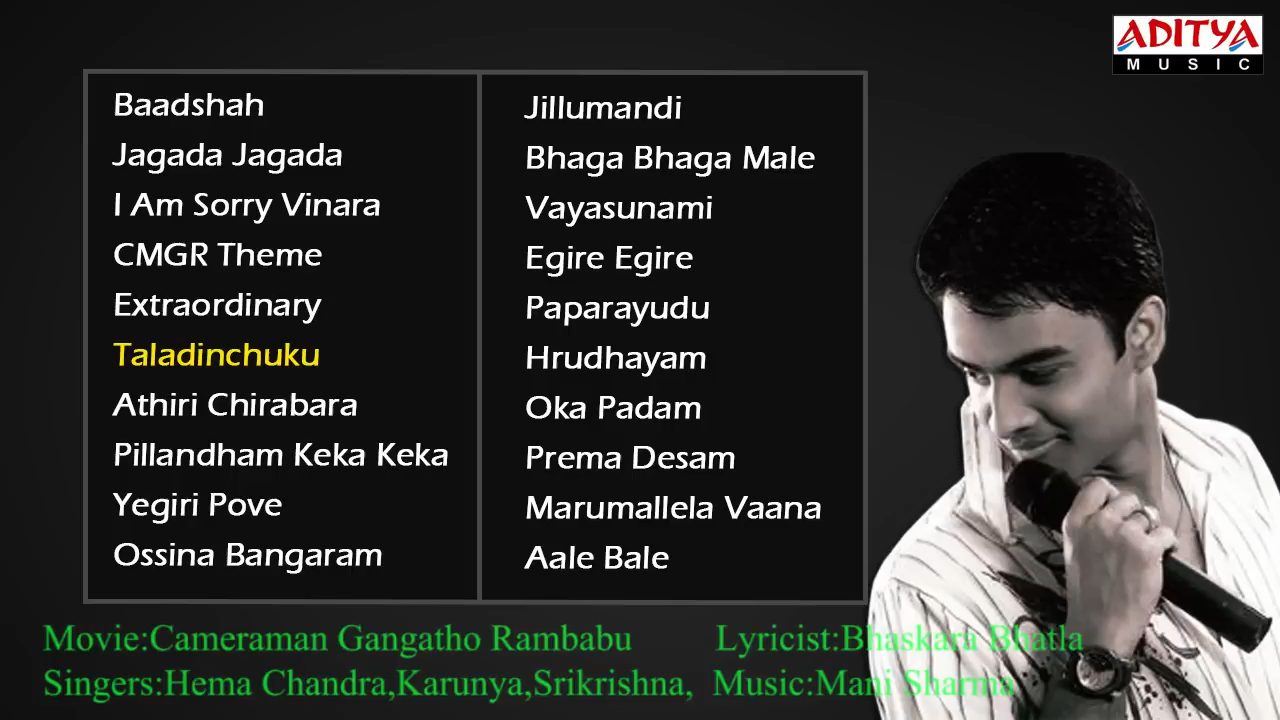 ADITYA
MUSIC
Baadshah
Jagada Jagada
I Am Sorry Vinara
CMGR Theme
Extraordinary
Taladinchuku
Athiri Chirabara
Pillandham Keka Keka
Yegiri Pove
Ossina Bangaram
Jillumandi
Bhaga Bhaga Male
Vayasunami
Egire Egire
Paparayudu
Hrudhayam
Oka Padam
Prema Desam
Marumallela Vaana
Aale Bale
Movie:Cameraman Gangatho Rambabu Lyricist:Bhaskara Bhatla
Singers:Hema Chandra,Karunya,Srikrishna, Music:Mani Sharma